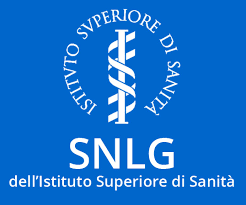 ISTITVTO SVPERIORE DI SANITÀ
SNLG
dell'Istituto Superiore di Sanità